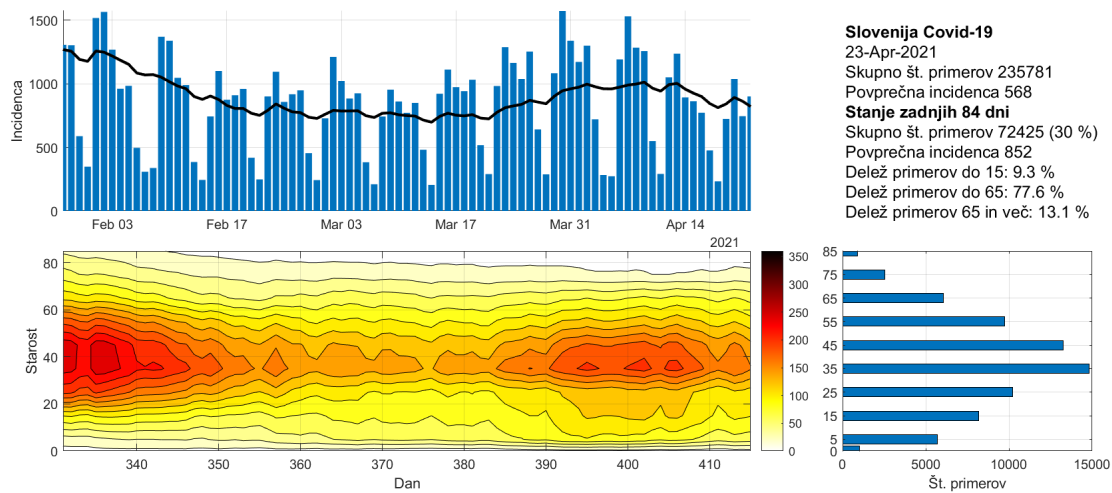 1500
1000
500
0
Incidenca
Feb 03
Feb 17
Mar 03
Mar 17
Mar 31
Apr 14
2021
Slovenija Covid-19
23-Apr-2021
Skupno št. primerov 235781
Povprečna incidenca 568
Stanje zadnjih 84 dni
Skupno št. primerov 72425 (30 %)
Povprečna incidenca 852
Delež primerov do 15: 9.3 %
Delež primerov do 65: 77.6 %
Delež primerov 65 in več: 13.1 %
80
60
40
20
0
Starost
340
350
360
370
380
390
400
410
Dan
350
300
250
200
150
100
50
0
85
75
65
55
45
35
25
15
5
0
0
5000
10000
15000
Št. primerov